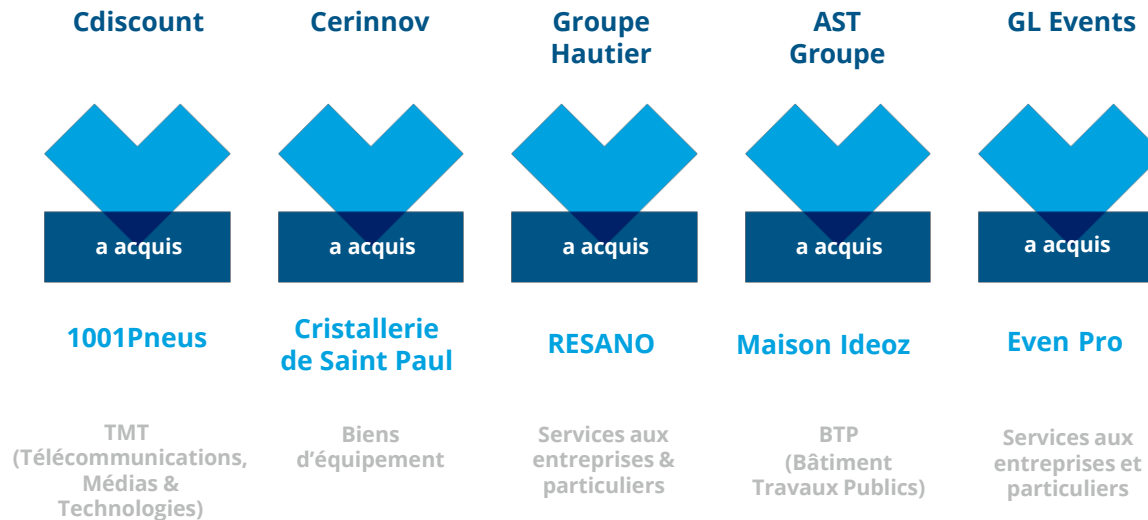 Cdiscount
Cerinnov
Groupe
Hautier
AST
Groupe
GL Events
a acquis
a acquis
a acquis
a acquis
a acquis
1001Pneus
Cristallerie
de Saint Paul
RESANO
Maison Ideoz
Even Pro
TMT
(Télécommunications,
Médias &
Technologies)
Biens
d’équipement
Services aux
entreprises &
particuliers
BTP
(Bâtiment
Travaux Publics)
Services aux
entreprises et
particuliers